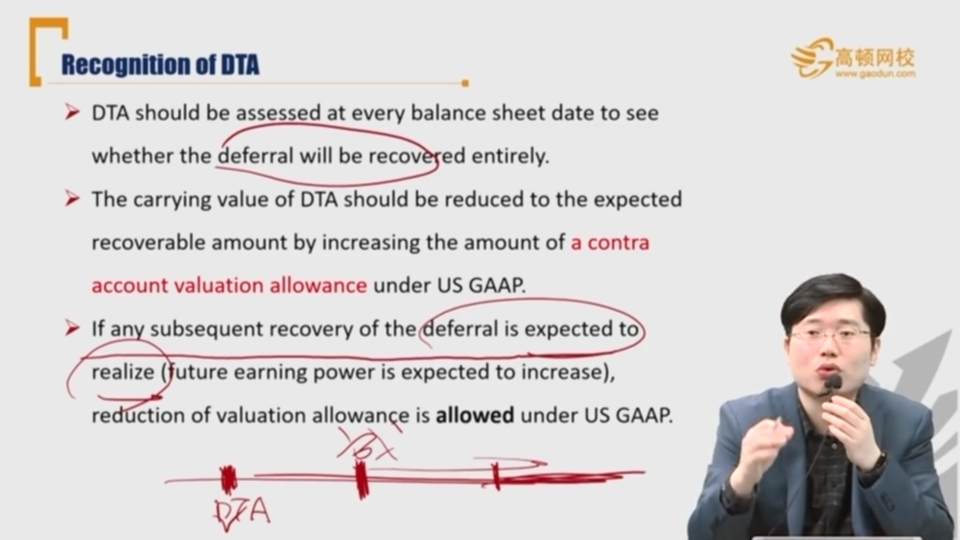 Recognition of DTA
高顿网校
www.gaodun.com
DTA should be assessed at every balance sheet date to see
whether the deferral will be recovered entirely.
The carrying value of DTA should be reduced to the expected
recoverable amount by increasing the amount of a contra
account valuation allowance under US GAAP.
If any subsequent recovery of the deferral is expected to
realize (future earning power is expected to increase),
reduction of valuation allowance is allowed under US GAAP.
DTA